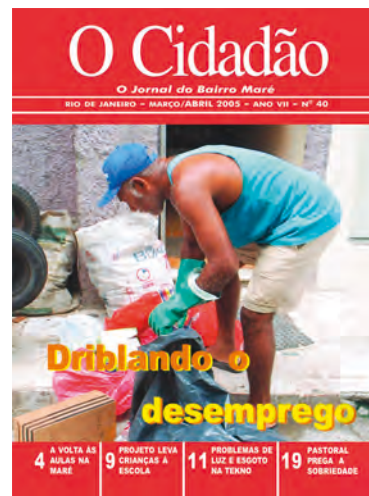 O Cidadão
O Jornal do Bairro Maré
RIO DE JANEIRO – MARÇO/ABRIL 2005 – ANO VII – Nº 40
Driblando o
desemprego
4 A VOLTA ÀS
AULAS NA
MARÉ
9 PROJETO LEVA
CRIANÇAS À
ESCOLA
11 PROBLEMAS DE
LUZ E ESGOTO
NA TEKNO
19 PASTORAL
PREGA A
SOBRIEDADE